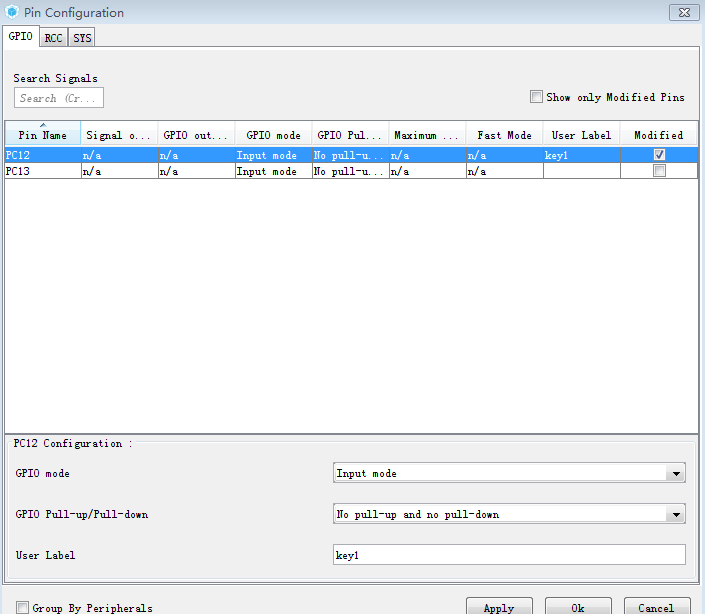 Pin Configuration
GPIO RCC SYS
Search Signals
Search (Cr...
Show only Modified Pins
Pin Name Signal o... GPIO out... GPIO mode GPIO Pul... Maximum ... Fast Mode User Label Modified
PC12 n/a n/a Input mode No pull-u... n/a n/a key1
PC13 n/a n/a Input mode No pull-u... n/a n/a
PC12 Configuration :
GPIO mode Input mode
GPIO Pull-up/Pull-down No pull-up and no pull-down
User Label key1
Group By Peripherals Apply Ok Cancel